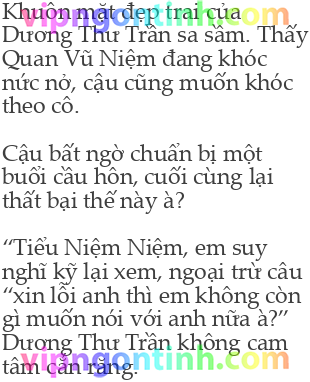 Khuôn mặt đẹp trai của
vipngontinh.com
Dương Thư Trần sa sầm. Thấy
Quan Vũ Niệm đang khóc
nức nở, cậu cũng muốn khóc
theo cô.
Cậu bất ngờ chuẩn bị một
buổi cầu hôn, cuối cùng lại
thất bại thế này à?
“Tiểu Niệm Niệm, em suy
nghĩ kỹ lại xem, ngoại trừ câu
“xin lỗi anh thì em không còn
gì muốn nói với anh nữa à?”
Dương Thư Trần không cam
vipngontinh.com
tâm cắn răng.